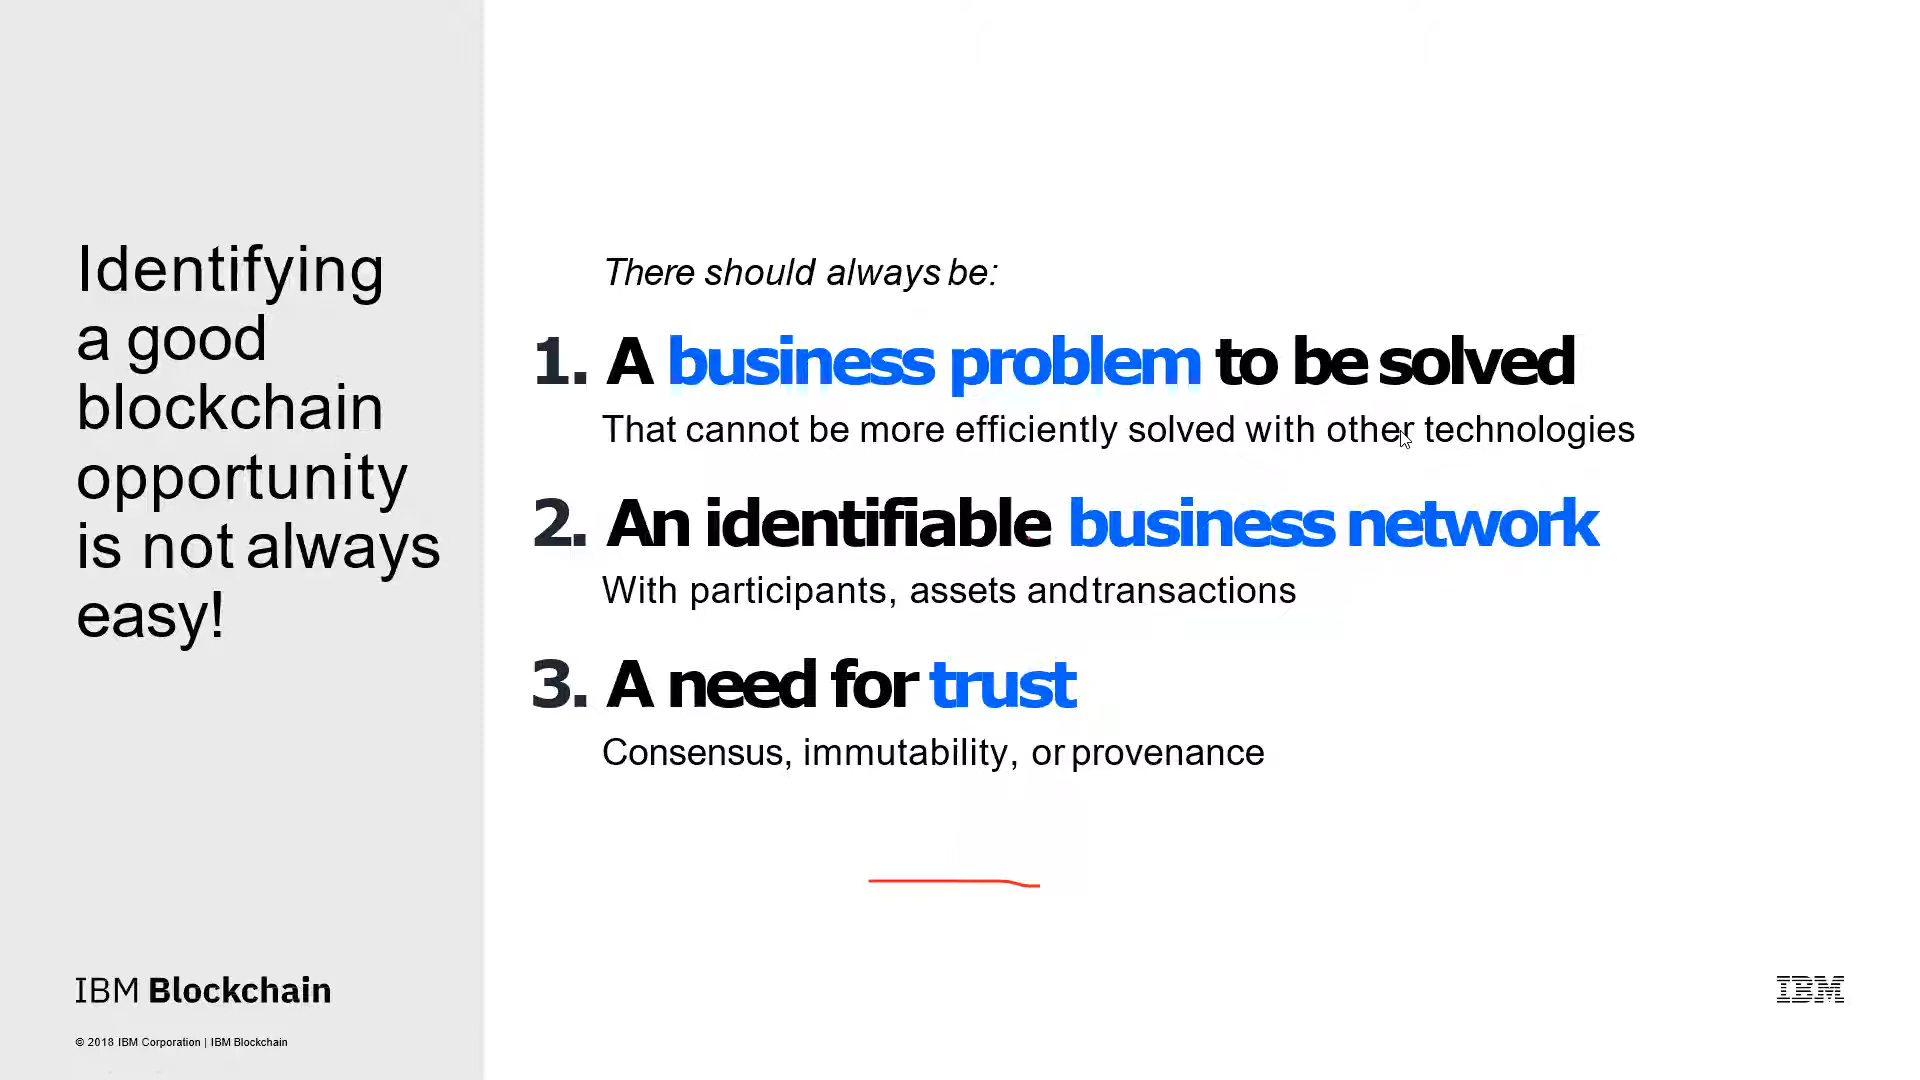 Identifying
a good
blockchain
opportunity
is not always
easy!
There should always be:
1. A business problem to be solved
That cannot be more efficiently solved with other technologies
2. An identifiable business network
With participants, assets and transactions
3. A need for trust
Consensus, immutability, or provenance
IBM Blockchain
© 2018 IBM Corporation | IBM Blockchain
IBM